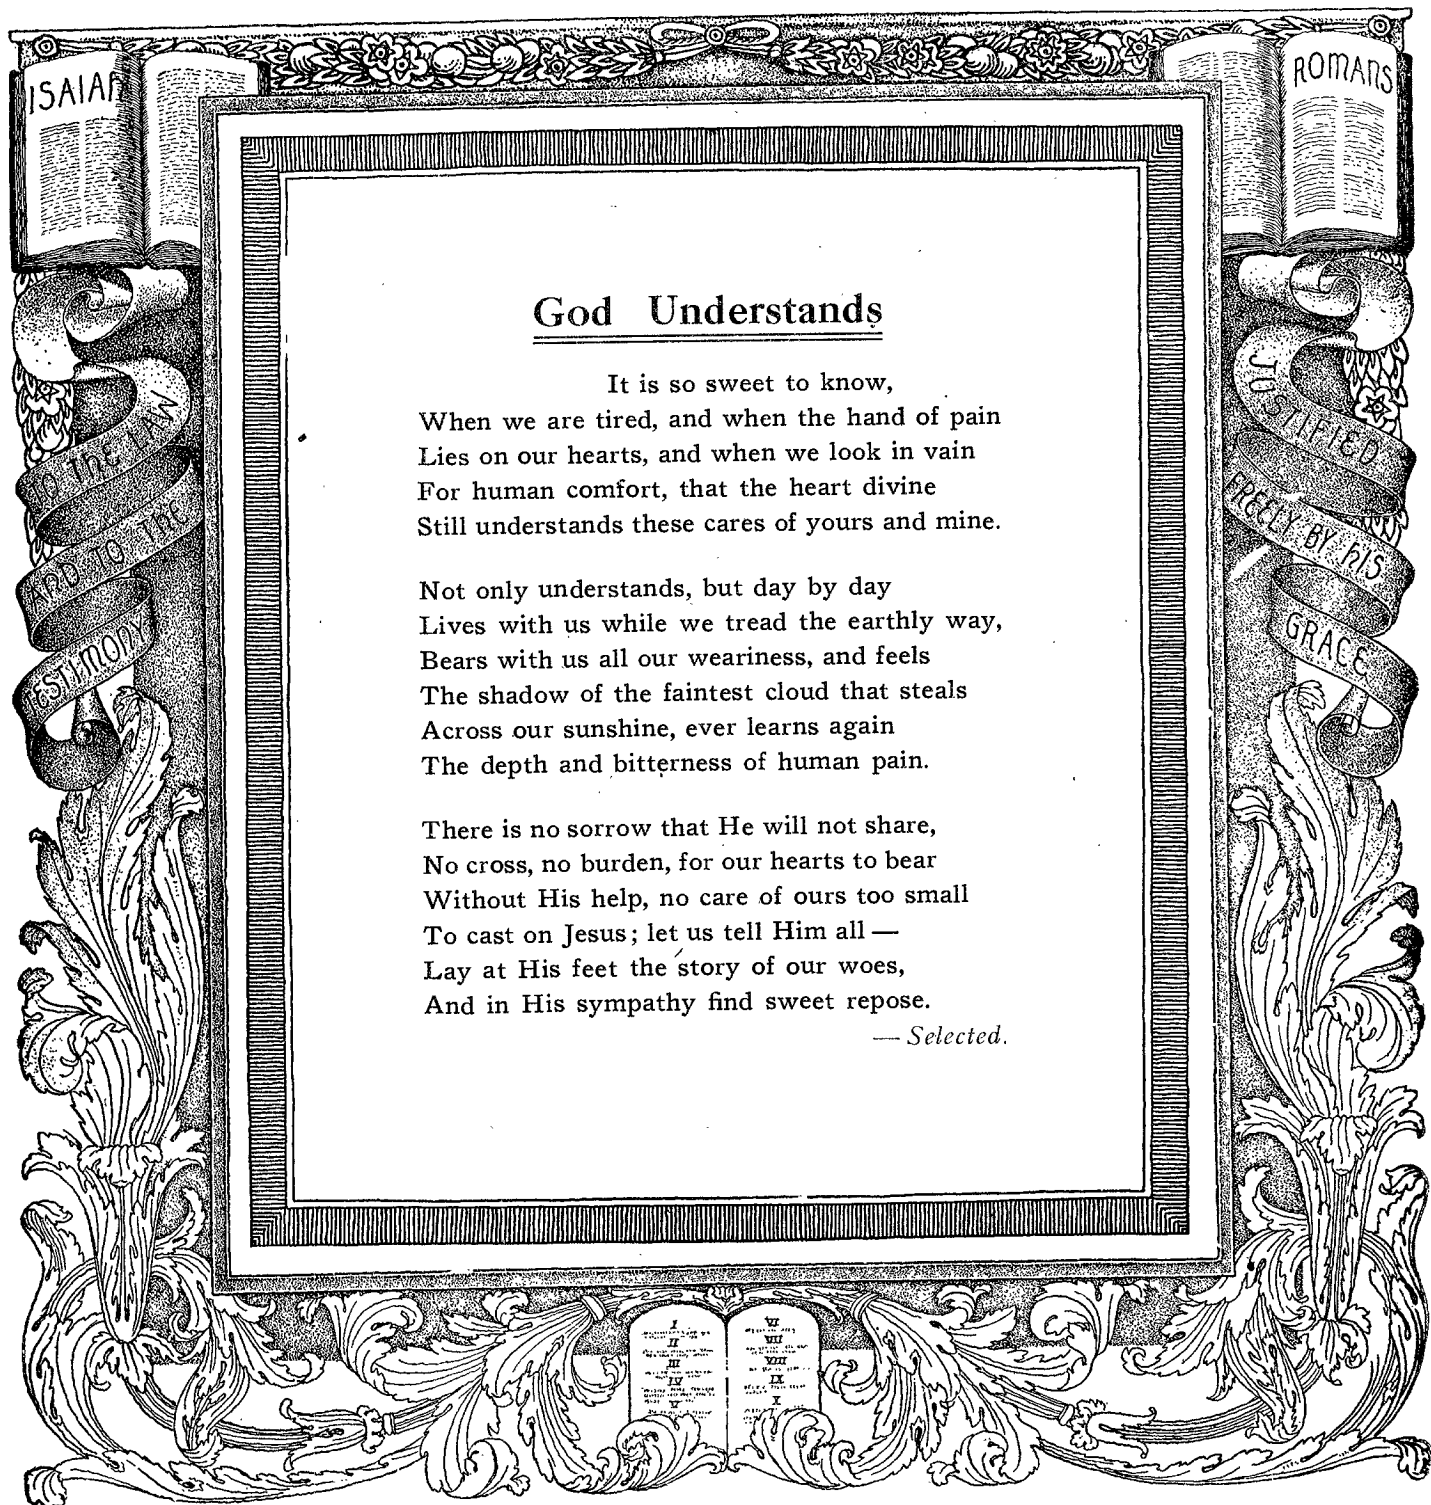 ISAIAH
ROMANS
TO THE LAW
AND TO THE
TESTIMONY
JUSTIFIED
FREELY BY HIS
GRACE
God Understands
It is so sweet to know,
When we are tired, and when the hand of pain
Lies on our hearts, and when we look in vain
For human comfort, that the heart divine
Still understands these cares of yours and mine.
Not only understands, but day by day
Lives with us while we tread the earthly way,
Bears with us all our weariness, and feels
The shadow of the faintest cloud that steals
Across our sunshine, ever learns again
The depth and bitterness of human pain.
There is no sorrow that He will not share,
No cross, no burden, for our hearts to bear
Without His help, no care of ours too small
To cast on Jesus; let us tell Him all —
Lay at His feet the story of our woes,
And in His sympathy find sweet repose.
— Selected.
I
II
III
IV
V
VI
VII
VIII
IX
X